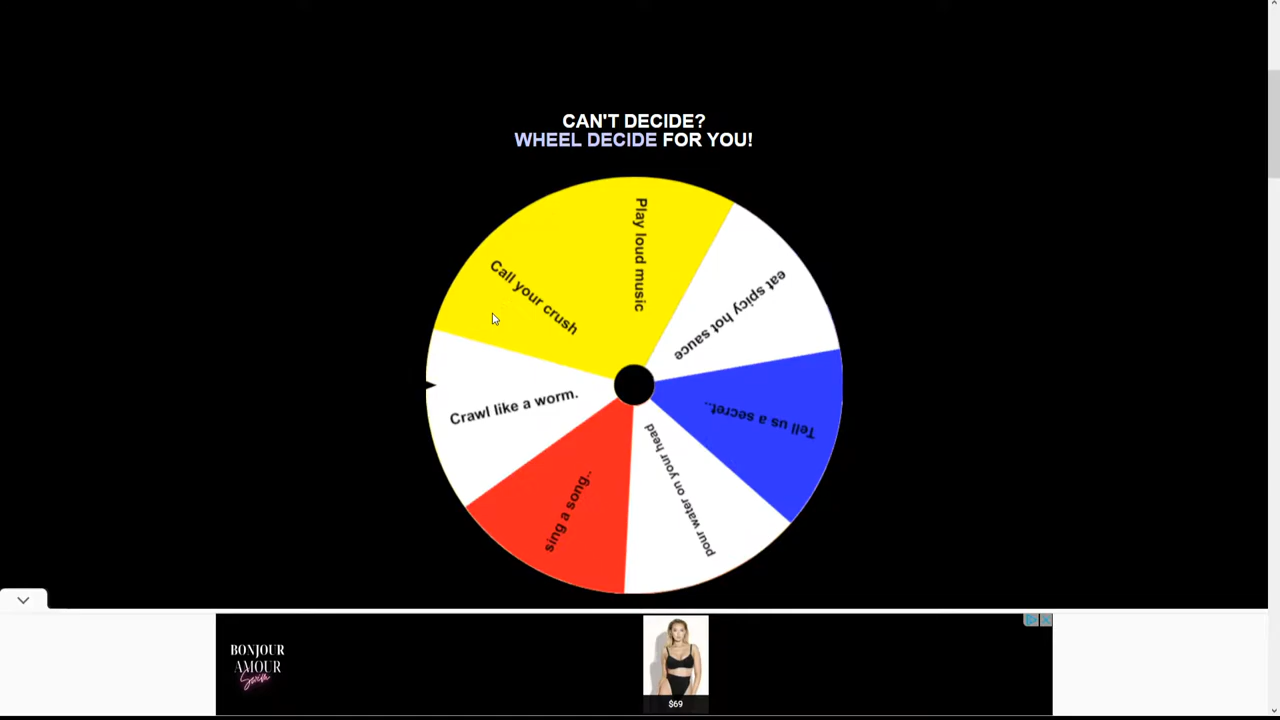 CAN'T DECIDE?
WHEEL DECIDE FOR YOU!
Play loud music
Call your crush
eat spicy hot sauce
Crawl like a worm.
Tell us a secret..
sing a song..
pour water on your head
BONJOUR
AMOUR
Swim
$69